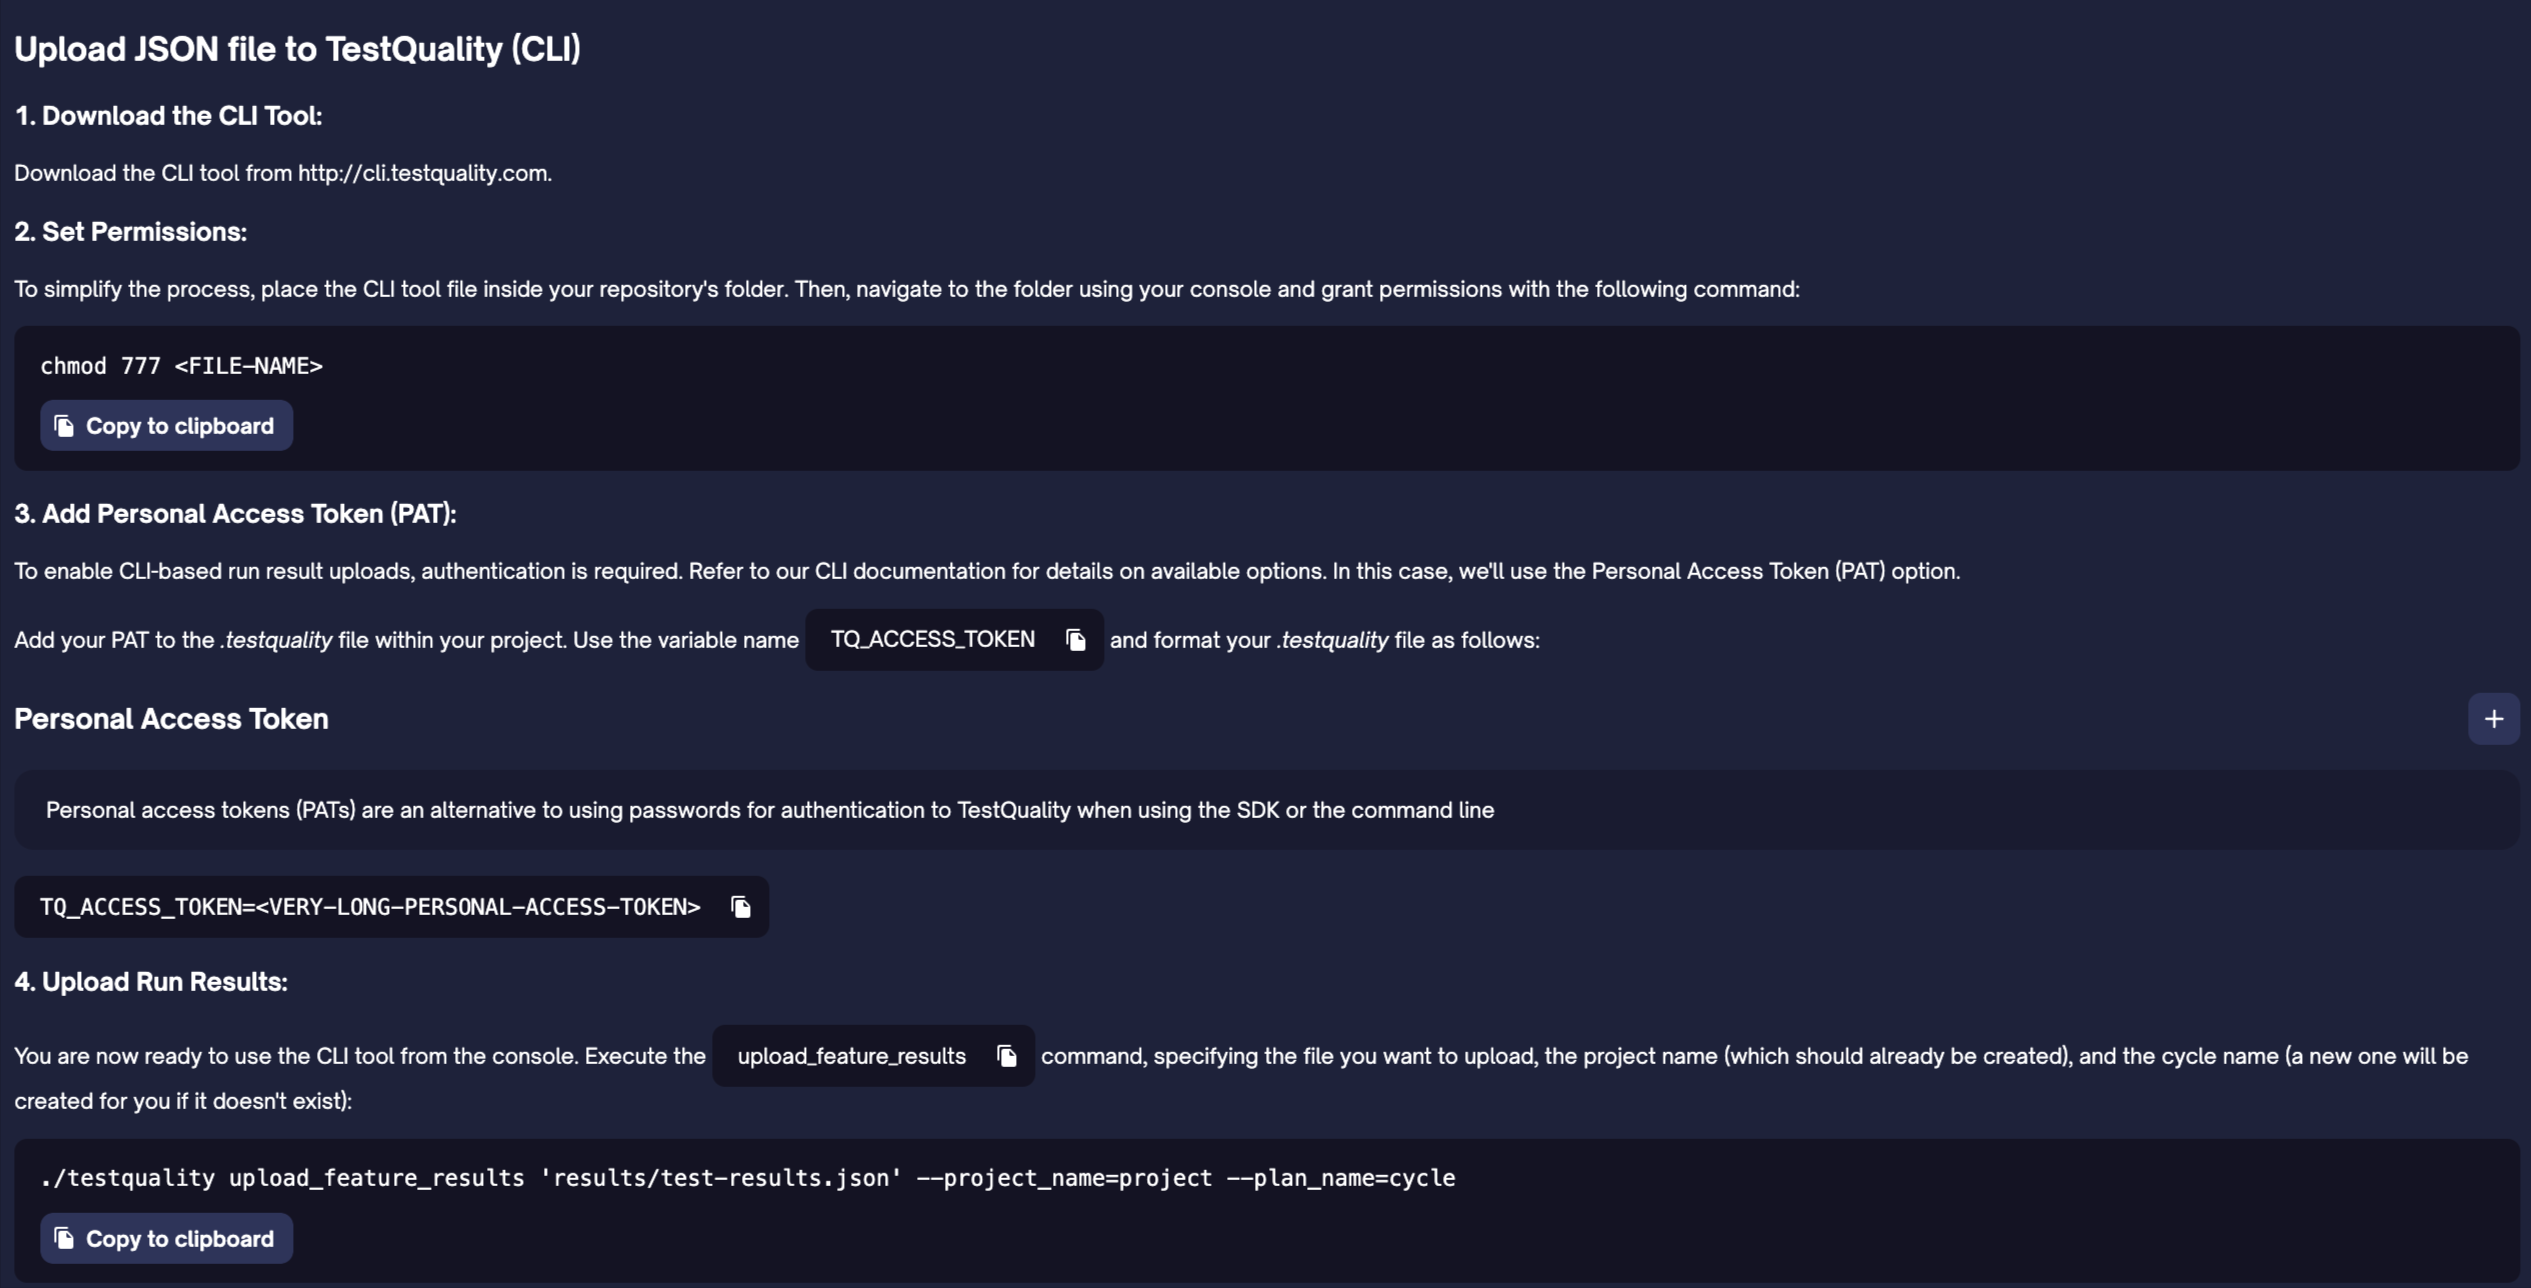 Upload JSON file to TestQuality (CLI)
1. Download the CLI Tool:
Download the CLI tool from http://cli.testquality.com.
2. Set Permissions:
To simplify the process, place the CLI tool file inside your repository's folder. Then, navigate to the folder using your console and grant permissions with the following command:
chmod 777 <FILE-NAME>
Copy to clipboard
3. Add Personal Access Token (PAT):
To enable CLI-based run result uploads, authentication is required. Refer to our CLI documentation for details on available options. In this case, we'll use the Personal Access Token (PAT) option.
Add your PAT to the .testquality file within your project. Use the variable name TQ_ACCESS_TOKEN and format your .testquality file as follows:
Personal Access Token
Personal access tokens (PATs) are an alternative to using passwords for authentication to TestQuality when using the SDK or the command line
TQ_ACCESS_TOKEN=<VERY-LONG-PERSONAL-ACCESS-TOKEN>
4. Upload Run Results:
You are now ready to use the CLI tool from the console. Execute the upload_feature_results command, specifying the file you want to upload, the project name (which should already be created), and the cycle name (a new one will be
created for you if it doesn't exist):
./testquality upload_feature_results 'results/test-results.json' --project_name=project --plan_name=cycle
Copy to clipboard